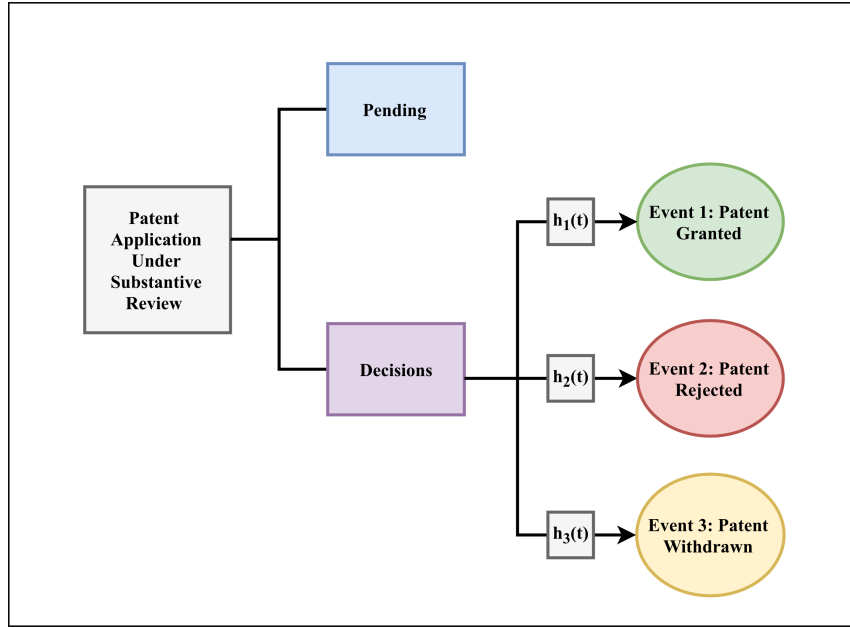 Patent
Application
Under
Substantive
Review
Pending
Decisions
h₁(t)
Event 1: Patent
Granted
h₂(t)
Event 2: Patent
Rejected
h₃(t)
Event 3: Patent
Withdrawn